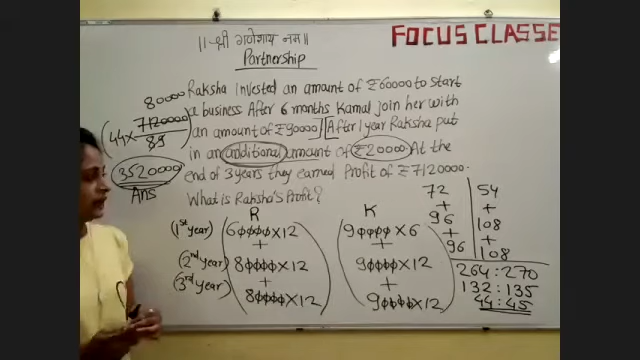 ॥श्री गणेशाय नमः॥
FOCUS CLASSE
Partnership
Raksha Invested an amount of ₹60000 to start
a business After 6 months Kamal join her with
an amount of ₹90000] [After 1 year Raksha put
in an additional amount of ₹20000 At the
end of 3 years they earned Profit of ₹7120000.
What is Raksha's Profit?
80000
44× 7120000
89
3520000
Ans
R K
(1st year) 60000×12 90000×6
+ +
(2nd year) 80000×12 90000×12
+ +
(3rd year) 80000×12 90000×12
72 54
+ +
96 108
+ +
96 108
264:270
132:135
44:45